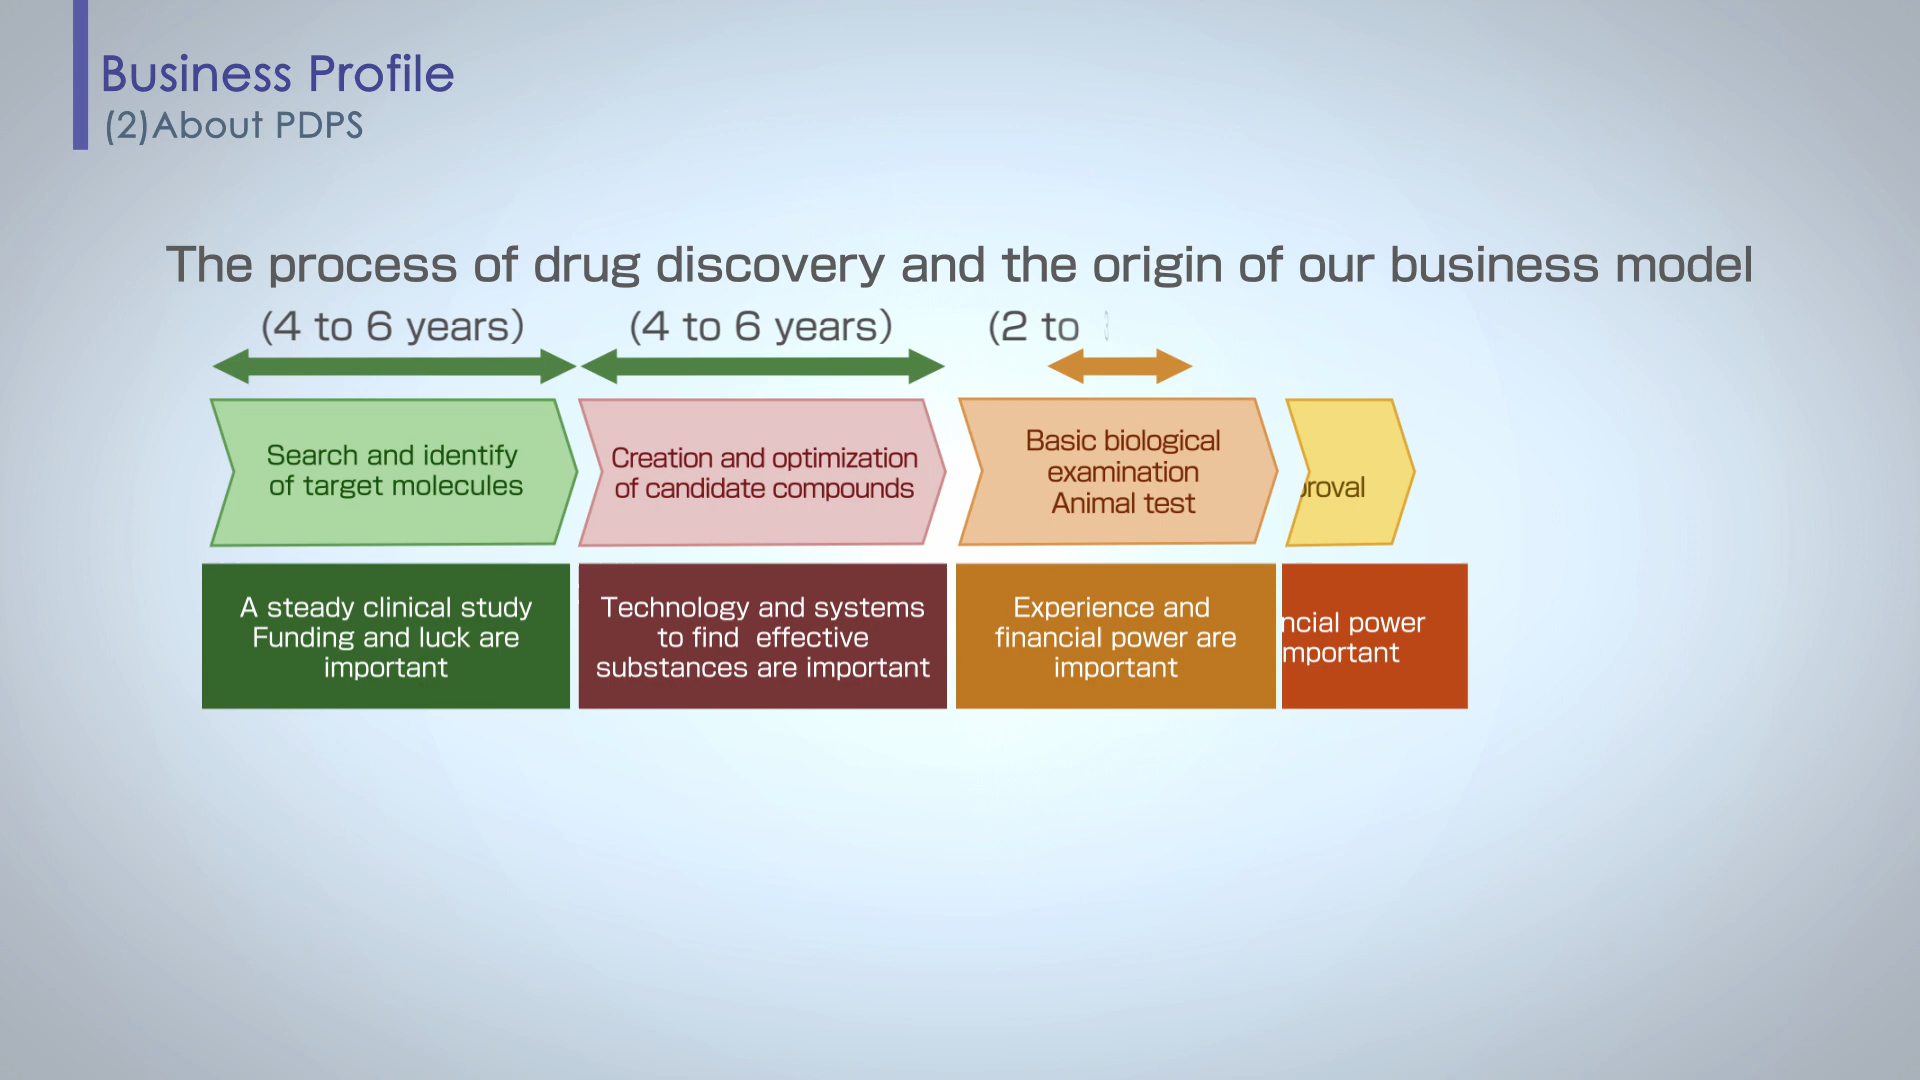 Business Profile
(2)About PDPS
The process of drug discovery and the origin of our business model
(4 to 6 years) (4 to 6 years) (2 to
Search and identify
of target molecules
Creation and optimization
of candidate compounds
Basic biological
examination
Animal test
roval
A steady clinical study
Funding and luck are
important
Technology and systems
to find effective
substances are important
Experience and
financial power are
important
ncial power
mportant